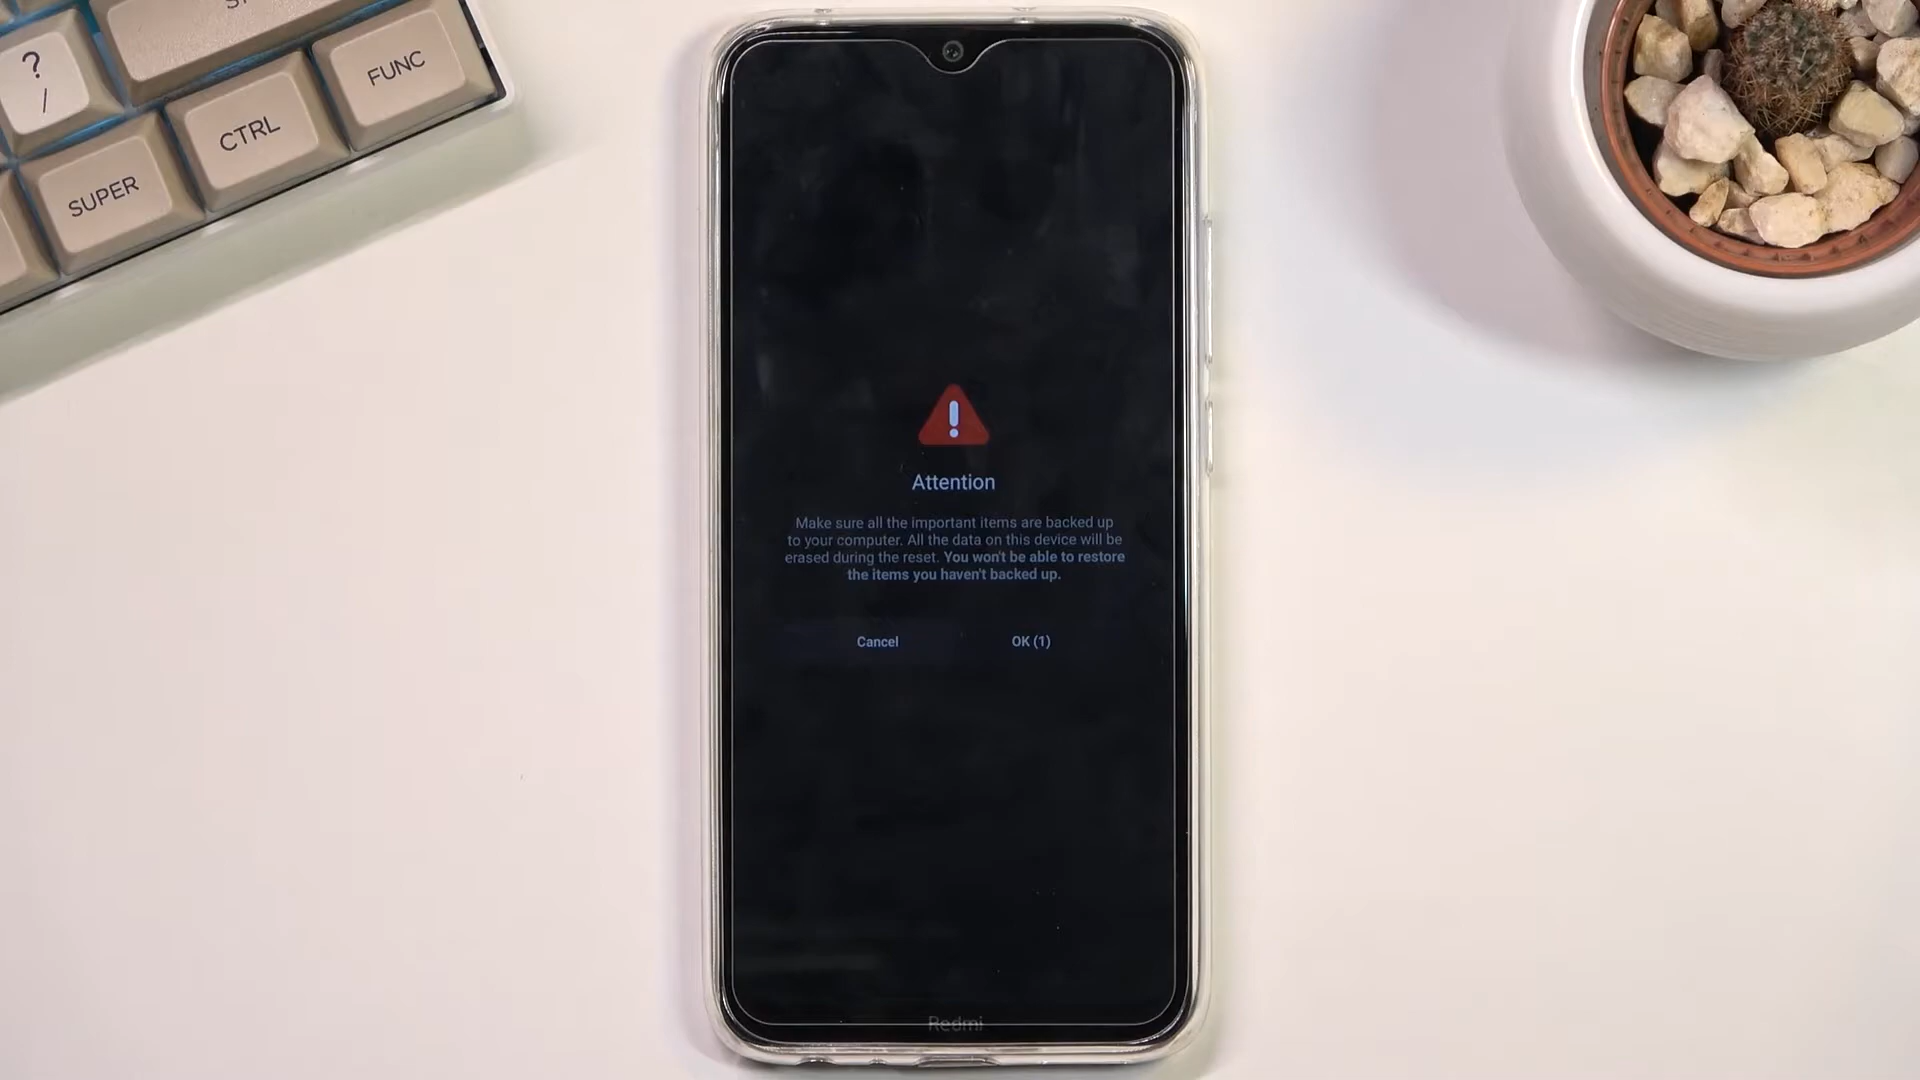 ?
/
FUNC
CTRL
SUPER
Attention
Make sure all the important items are backed up
to your computer. All the data on this device will be
erased during the reset. You won't be able to restore
the items you haven't backed up.
Cancel
OK (1)
Redmi